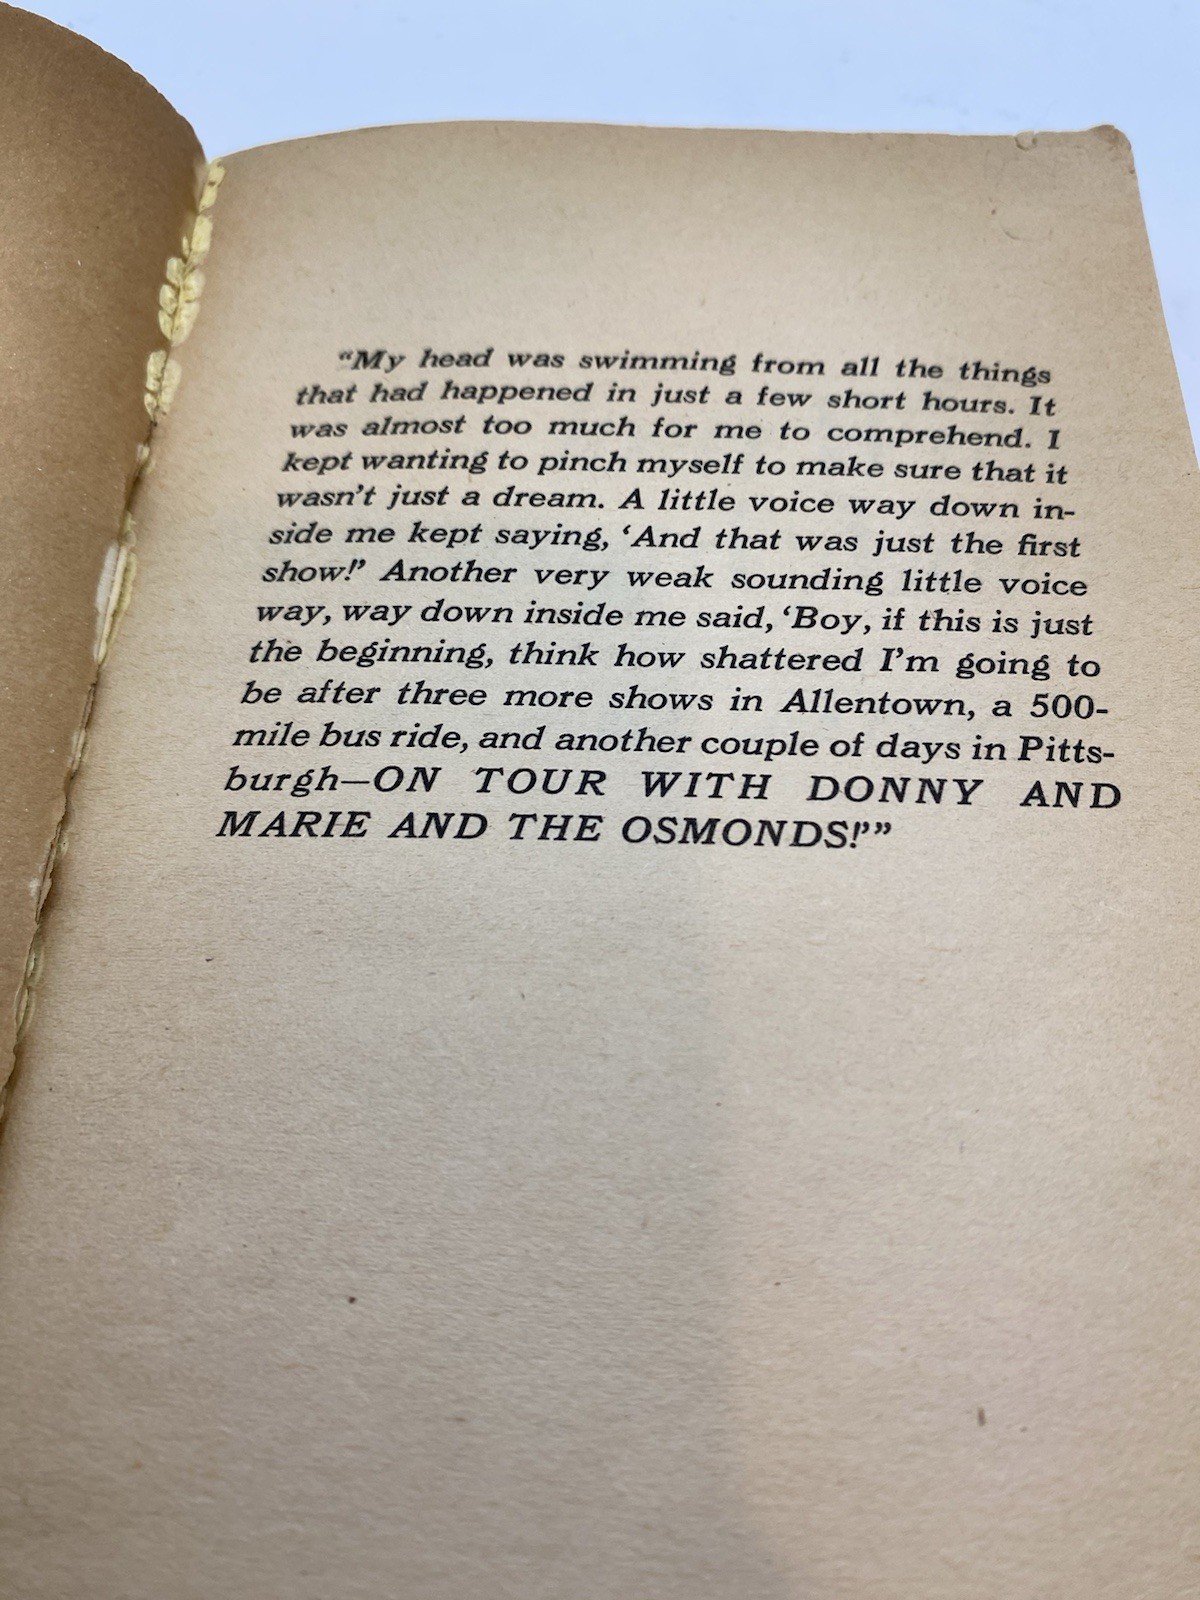 “My head was swimming from all the things
that had happened in just a few short hours. It
was almost too much for me to comprehend. I
kept wanting to pinch myself to make sure that it
wasn’t just a dream. A little voice way down in-
side me kept saying, ‘And that was just the first
show!’ Another very weak sounding little voice
way, way down inside me said, ‘Boy, if this is just
the beginning, think how shattered I’m going to
be after three more shows in Allentown, a 500-
mile bus ride, and another couple of days in Pitts-
burgh—ON TOUR WITH DONNY AND
MARIE AND THE OSMONDS!’”